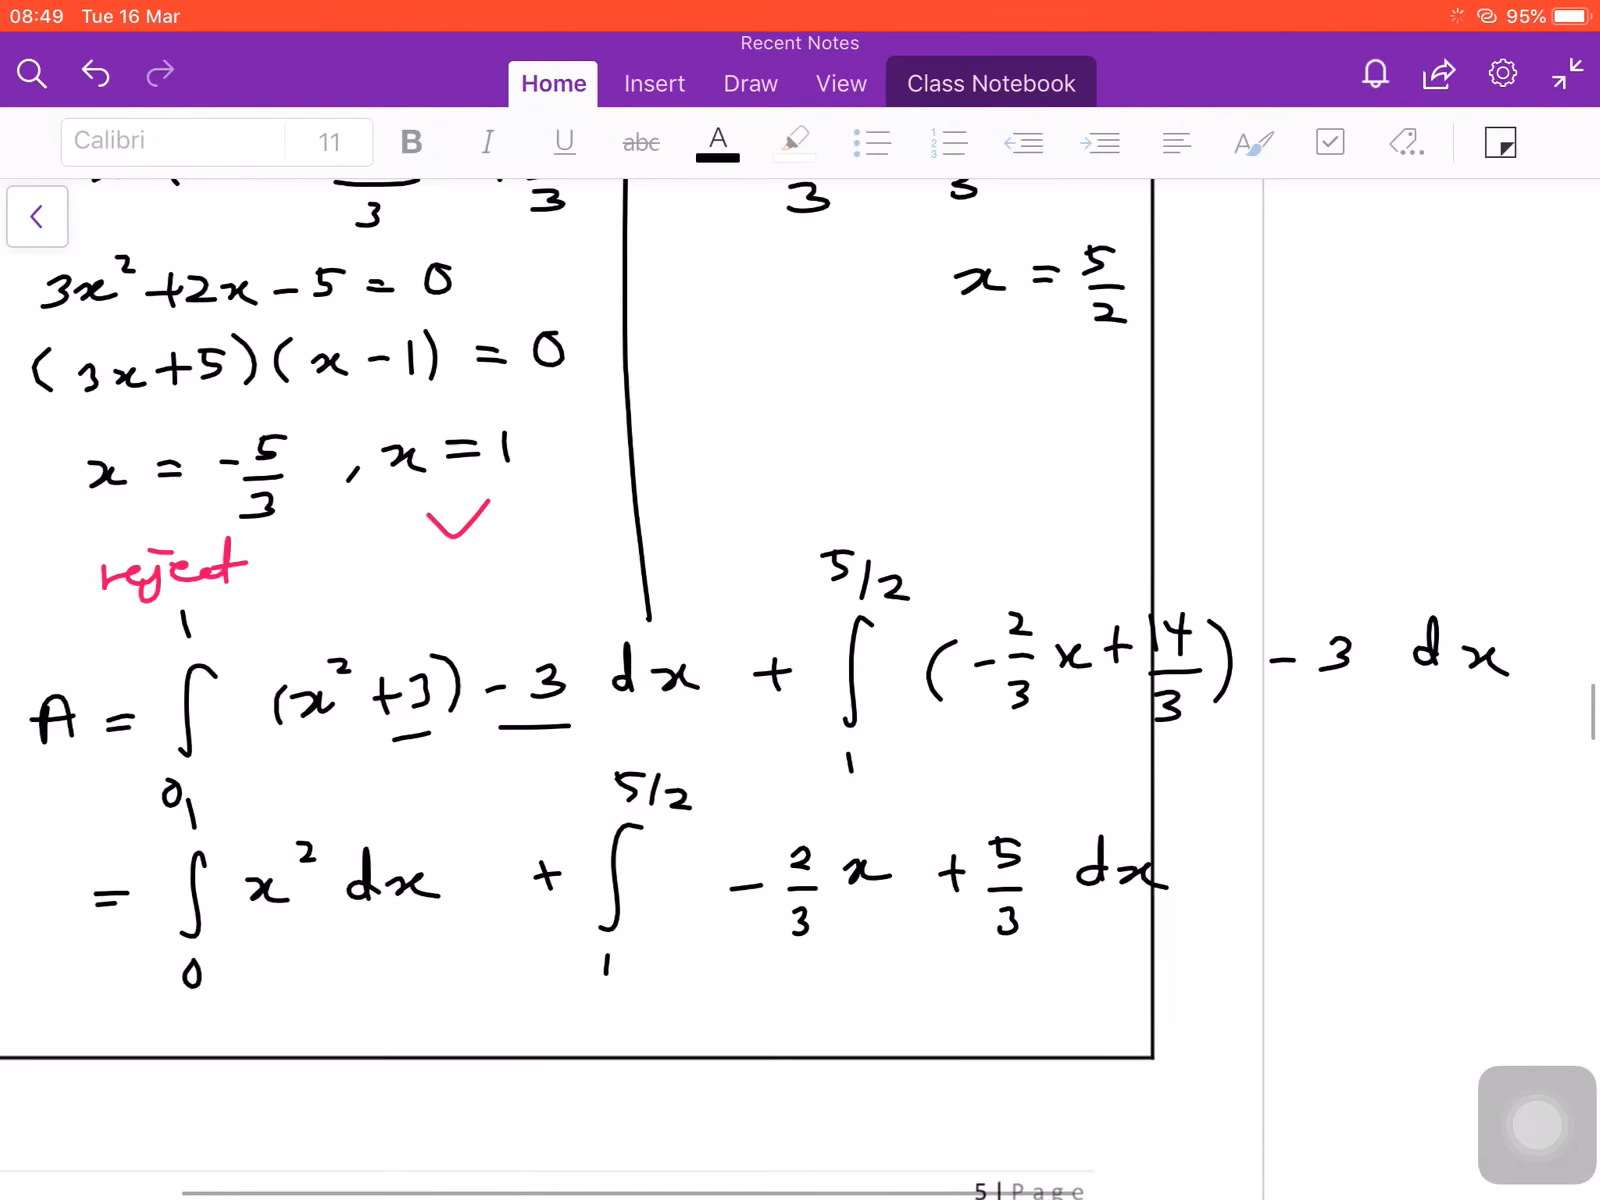 08:49 Tue 16 Mar 95%
Recent Notes
Home Insert Draw View Class Notebook
Calibri 11 B I U abc A
3 3 3 3
3x² + 2x - 5 = 0
x = 5/2
(3x + 5)(x - 1) = 0
x = -5/3 , x = 1
reject
A = ∫₀¹ (x² + 3) - 3 dx + ∫₁^{5/2} (-2/3 x + 14/3) - 3 dx
= ∫₀¹ x² dx + ∫₁^{5/2} -2/3 x + 5/3 dx
5 | Page